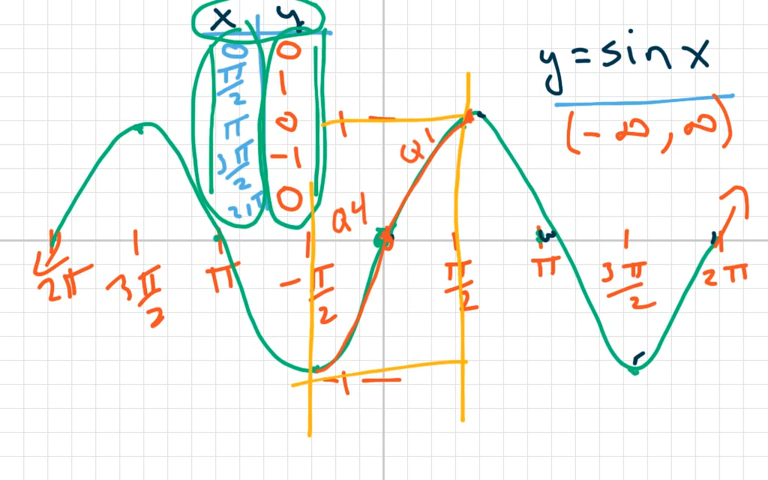 x y
0 0
π/2 1
π 0
3π/2 -1
2π 0
y = sin x
(-∞, ∞)
1
Q1
Q4
2π 3π/2 π -π/2 π/2 π 3π/2 2π
-1